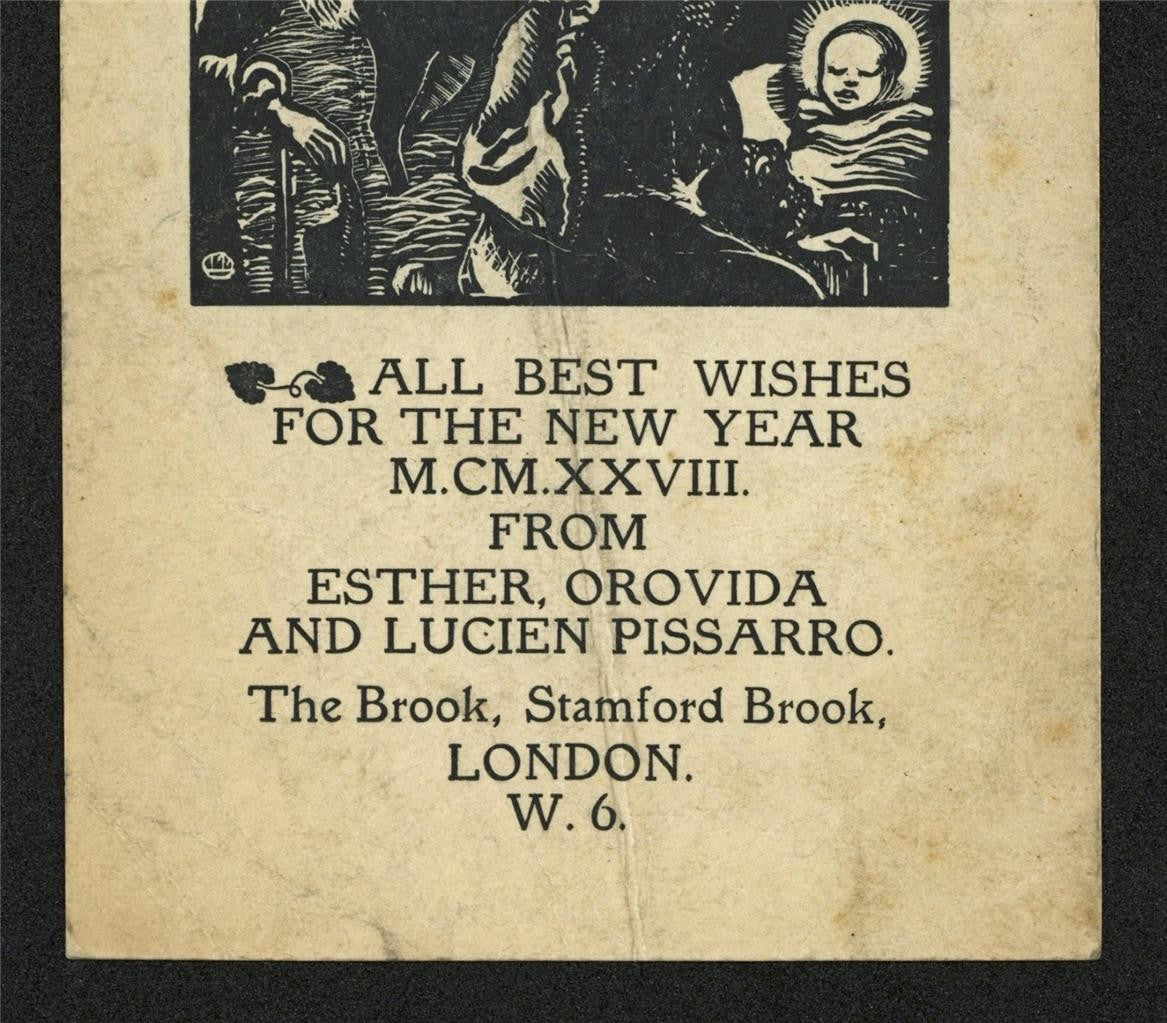 ALL BEST WISHES
FOR THE NEW YEAR
M.CM.XXVIII.
FROM
ESTHER, OROVIDA
AND LUCIEN PISSARRO.
The Brook, Stamford Brook,
LONDON.
W. 6.